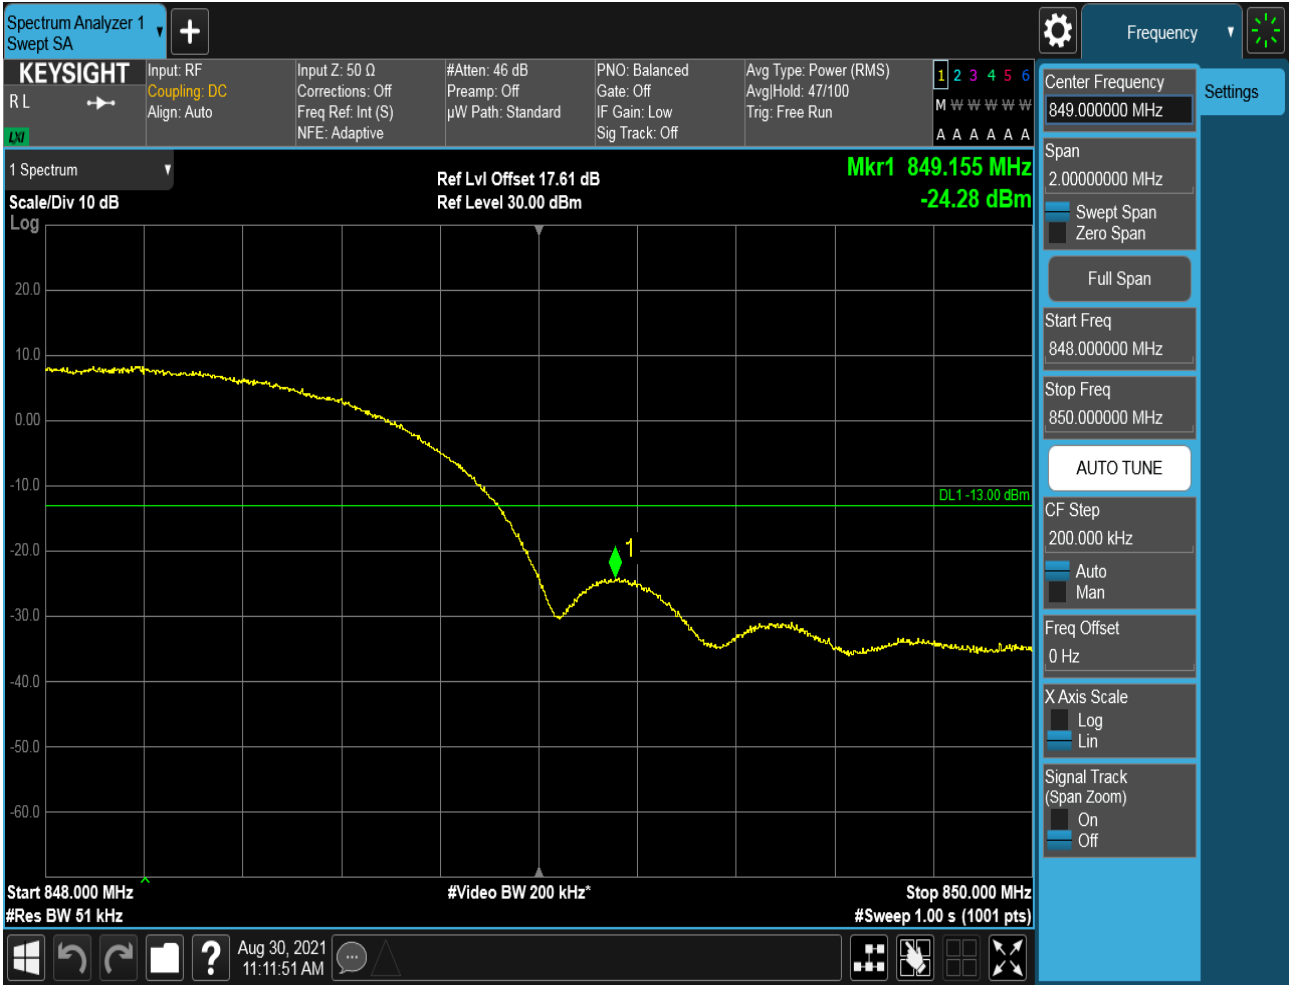 Spectrum Analyzer 1
Swept SA
Frequency
KEYSIGHT
R L
LXI
Input: RF
Coupling: DC
Align: Auto
Input Z: 50 Ω
Corrections: Off
Freq Ref: Int (S)
NFE: Adaptive
#Atten: 46 dB
Preamp: Off
µW Path: Standard
PNO: Balanced
Gate: Off
IF Gain: Low
Sig Track: Off
Avg Type: Power (RMS)
Avg|Hold: 47/100
Trig: Free Run
1 2 3 4 5 6
M W W W W W
A A A A A A
Center Frequency
849.000000 MHz
Settings
Span
2.00000000 MHz
Swept Span
Zero Span
Full Span
Start Freq
848.000000 MHz
Stop Freq
850.000000 MHz
AUTO TUNE
CF Step
200.000 kHz
Auto
Man
Freq Offset
0 Hz
X Axis Scale
Log
Lin
Signal Track
(Span Zoom)
On
Off
1 Spectrum
Scale/Div 10 dB
Log
Ref Lvl Offset 17.61 dB
Ref Level 30.00 dBm
Mkr1 849.155 MHz
-24.28 dBm
20.0
10.0
0.00
-10.0
DL1 -13.00 dBm
-20.0
1
-30.0
-40.0
-50.0
-60.0
Start 848.000 MHz
#Res BW 51 kHz
#Video BW 200 kHz*
Stop 850.000 MHz
#Sweep 1.00 s (1001 pts)
?
Aug 30, 2021
11:11:51 AM